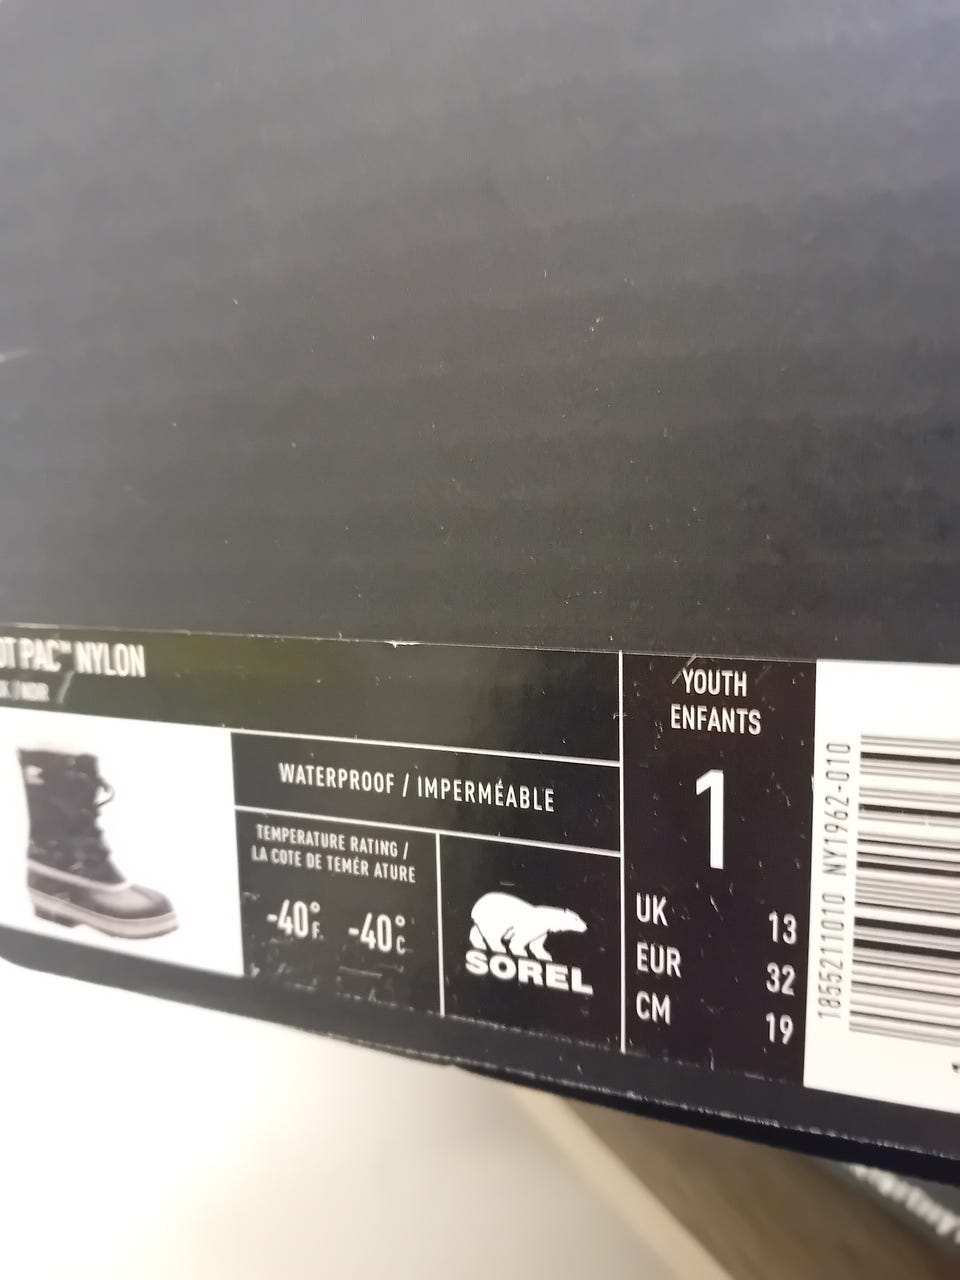 OT PAC™ NYLON
K / NOIR
WATERPROOF / IMPERMÉABLE
TEMPERATURE RATING /
LA COTE DE TEMÉR ATURE
-40°F. -40°C
SOREL
YOUTH
ENFANTS
1
UK 13
EUR 32
CM 19
1855211010 NY1962-010